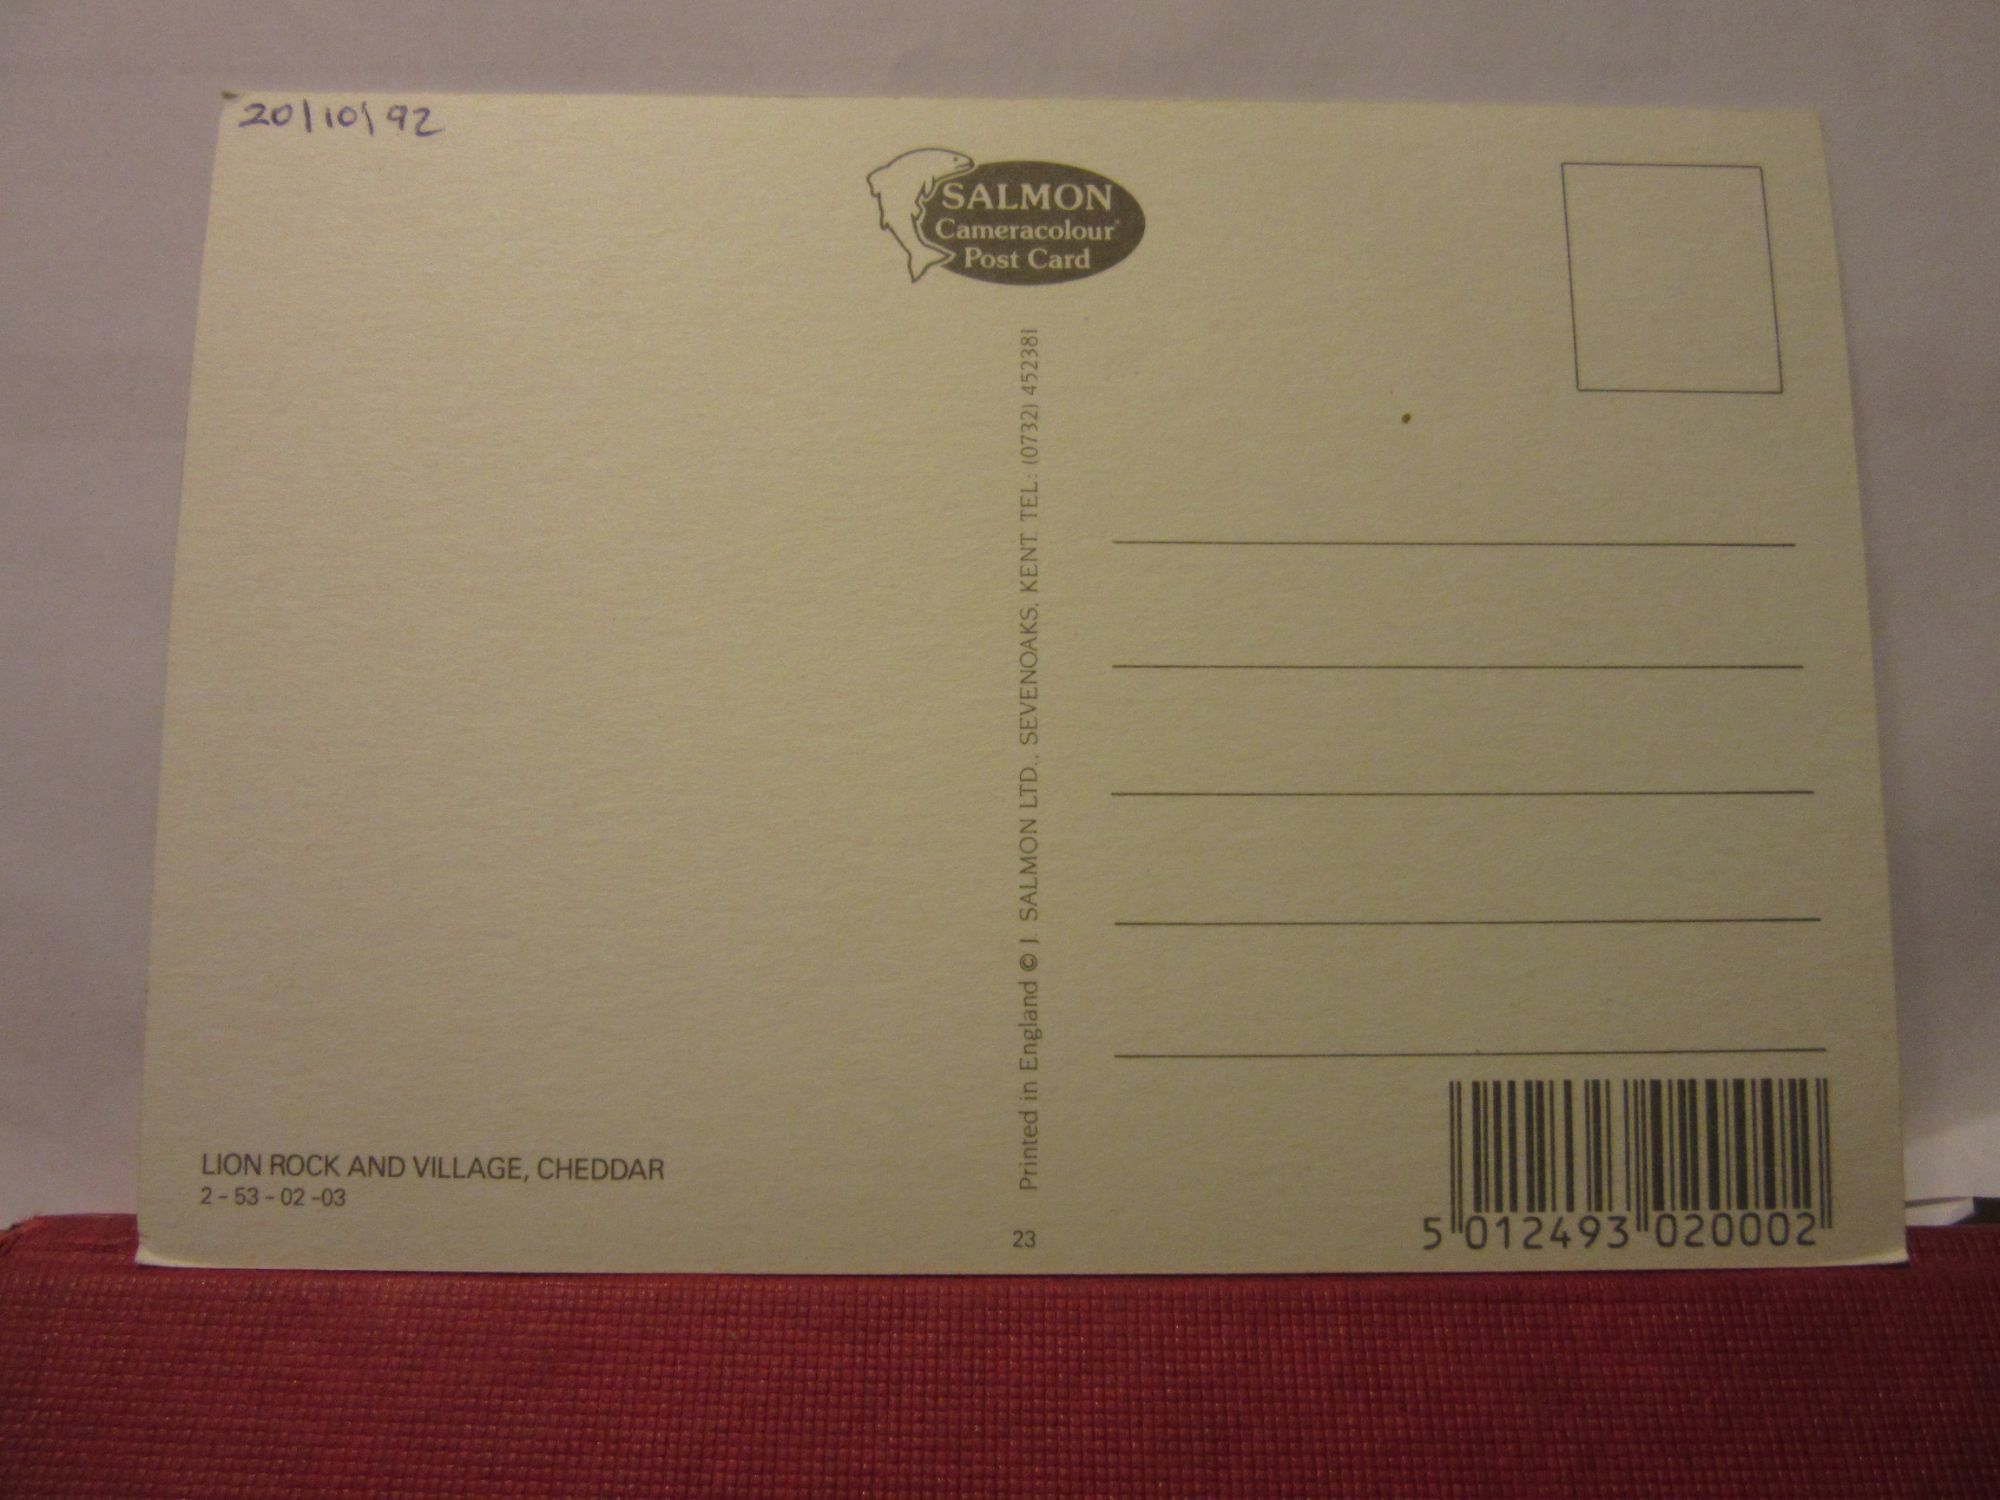 20/10/92
SALMON
Cameracolour
Post Card
Printed in England © J. SALMON LTD., SEVENOAKS, KENT. TEL: (0732) 452381
LION ROCK AND VILLAGE, CHEDDAR
2 - 53 - 02 -03
23
5 012493 020002